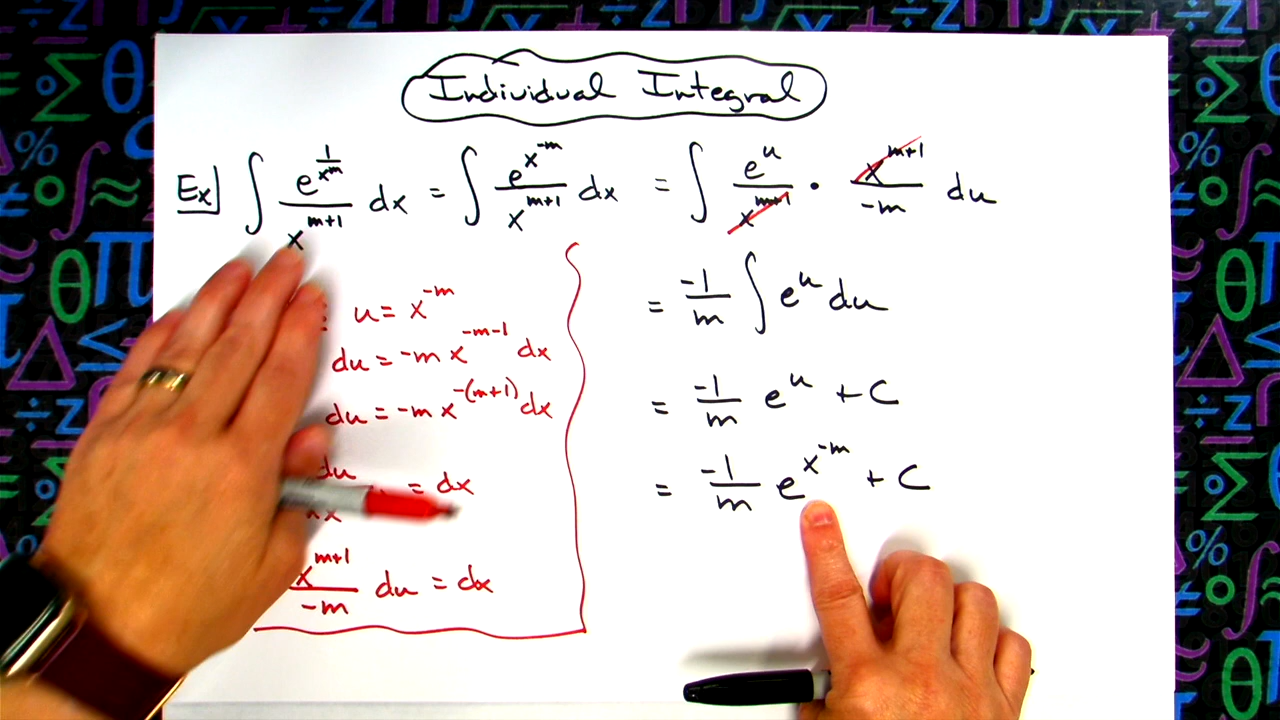 Individual Integral
Ex] ∫ e^(1/x^m) / x^(m+1) dx = ∫ e^(x^-m) / x^(m+1) dx = ∫ e^u / x^(m+1) · x^(m+1) / -m du
u = x^-m
du = -m x^(-m-1) dx
du = -m x^(-(m+1)) dx
du = dx
x^(m+1) / -m du = dx
= -1/m ∫ e^u du
= -1/m e^u + C
= -1/m e^(x^-m) + C